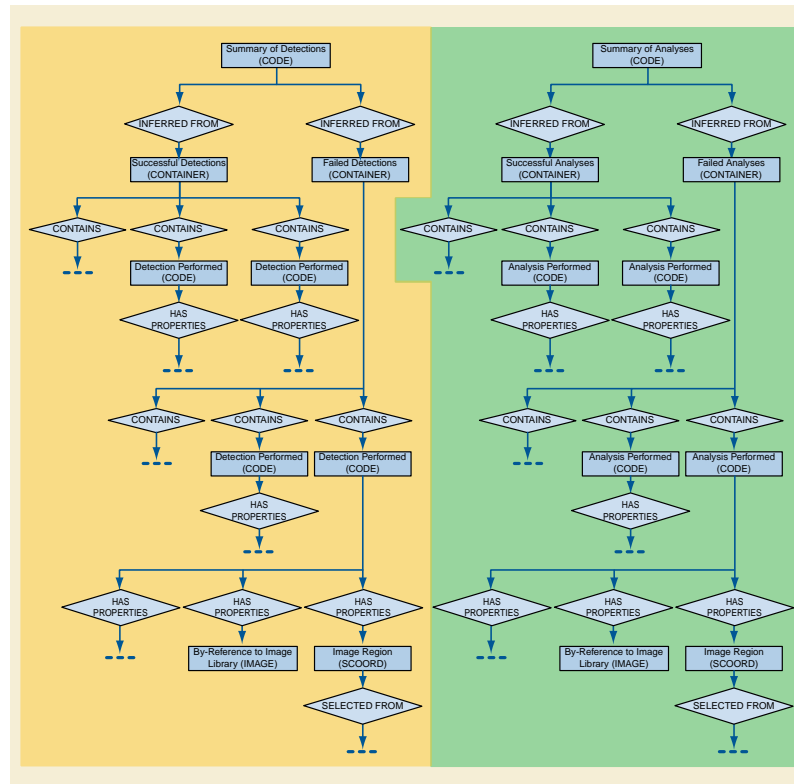 Summary of Detections
(CODE)
INFERRED FROM
INFERRED FROM
Successful Detections
(CONTAINER)
Failed Detections
(CONTAINER)
CONTAINS
CONTAINS
CONTAINS
Detection Performed
(CODE)
Detection Performed
(CODE)
HAS
PROPERTIES
HAS
PROPERTIES
CONTAINS
CONTAINS
CONTAINS
Detection Performed
(CODE)
Detection Performed
(CODE)
HAS
PROPERTIES
HAS
PROPERTIES
HAS
PROPERTIES
HAS
PROPERTIES
By-Reference to Image
Library (IMAGE)
Image Region
(SCOORD)
SELECTED FROM
Summary of Analyses
(CODE)
INFERRED FROM
INFERRED FROM
Successful Analyses
(CONTAINER)
Failed Analyses
(CONTAINER)
CONTAINS
CONTAINS
CONTAINS
Analysis Performed
(CODE)
Analysis Performed
(CODE)
HAS
PROPERTIES
HAS
PROPERTIES
CONTAINS
CONTAINS
CONTAINS
Analysis Performed
(CODE)
Analysis Performed
(CODE)
HAS
PROPERTIES
HAS
PROPERTIES
HAS
PROPERTIES
HAS
PROPERTIES
By-Reference to Image
Library (IMAGE)
Image Region
(SCOORD)
SELECTED FROM